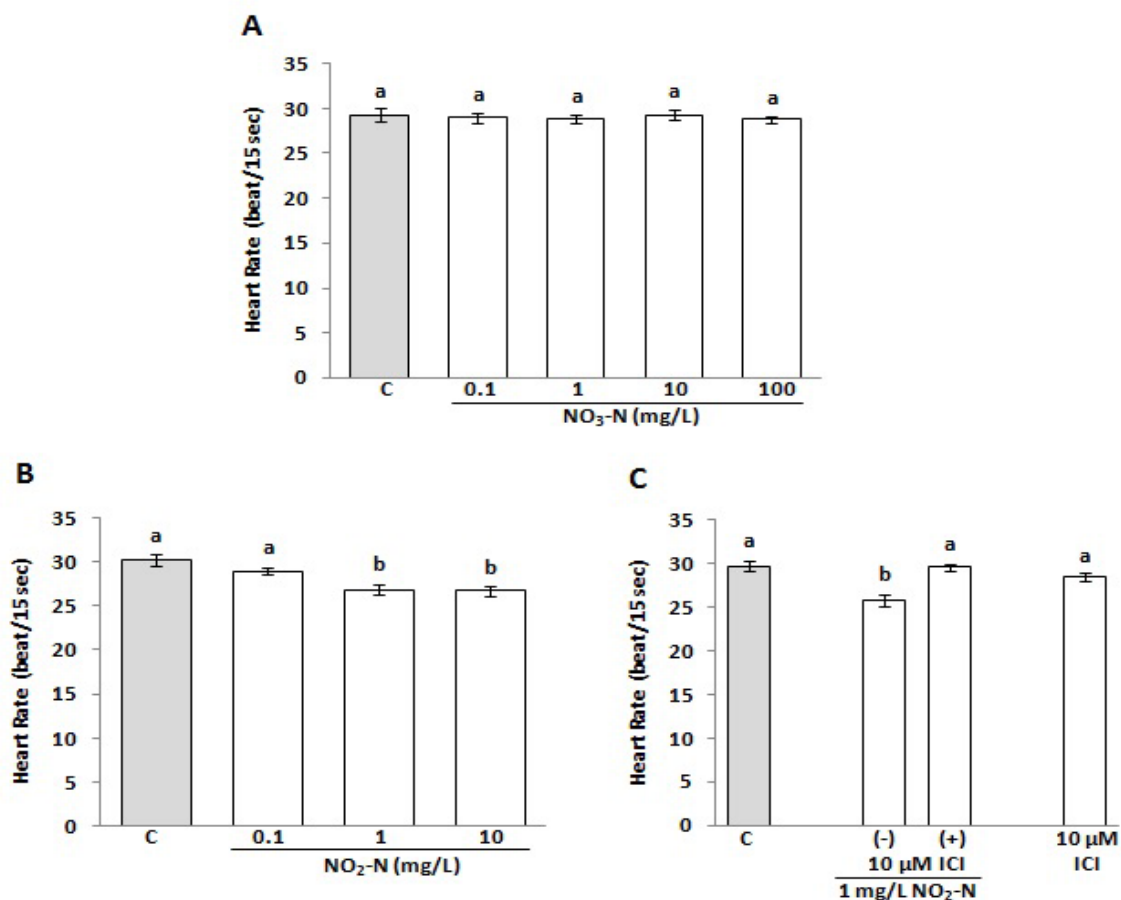 A
Heart Rate (beat/15 sec)
35
30
25
20
15
10
5
0
a a a a a
C 0.1 1 10 100
NO₃-N (mg/L)
B
Heart Rate (beat/15 sec)
35
30
25
20
15
10
5
0
a a b b
C 0.1 1 10
NO₂-N (mg/L)
C
Heart Rate (beat/15 sec)
35
30
25
20
15
10
5
0
a b a a
C (-) (+) 10 µM
10 µM ICI ICI
1 mg/L NO₂-N